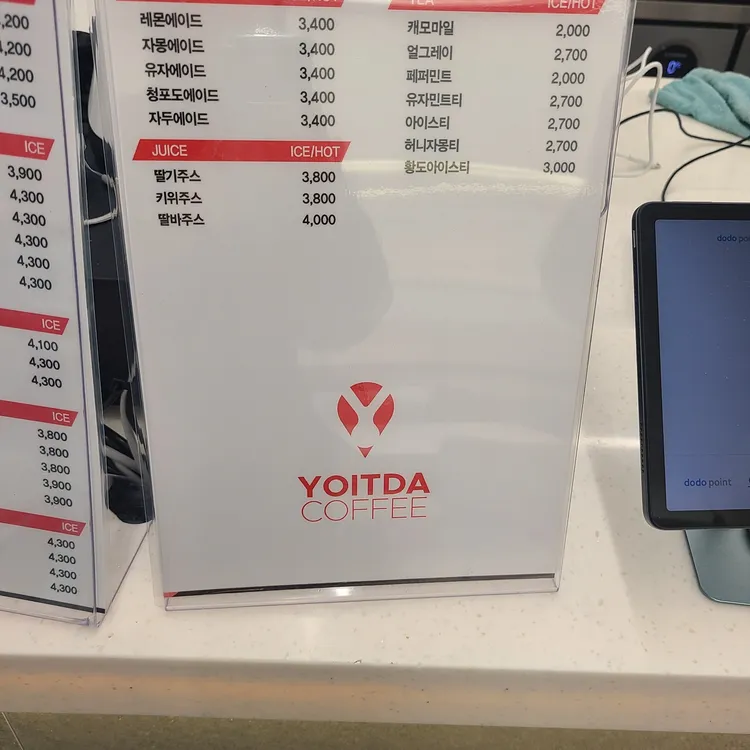 ,200
4,200
4,200
3,500
ICE
3,900
4,300
4,300
4,300
4,300
4,300
ICE
4,100
4,300
4,300
ICE
3,800
3,800
3,800
3,900
3,900
ICE
4,300
4,300
4,300
4,300
레몬에이드 3,400
자몽에이드 3,400
유자에이드 3,400
청포도에이드 3,400
자두에이드 3,400
JUICE ICE/HOT
딸기주스 3,800
키위주스 3,800
딸바주스 4,000
TEA ICE/HOT
캐모마일 2,000
얼그레이 2,700
페퍼민트 2,000
유자민트티 2,700
아이스티 2,700
허니자몽티 2,700
황도아이스티 3,000
YOITDA
COFFEE
dodo point